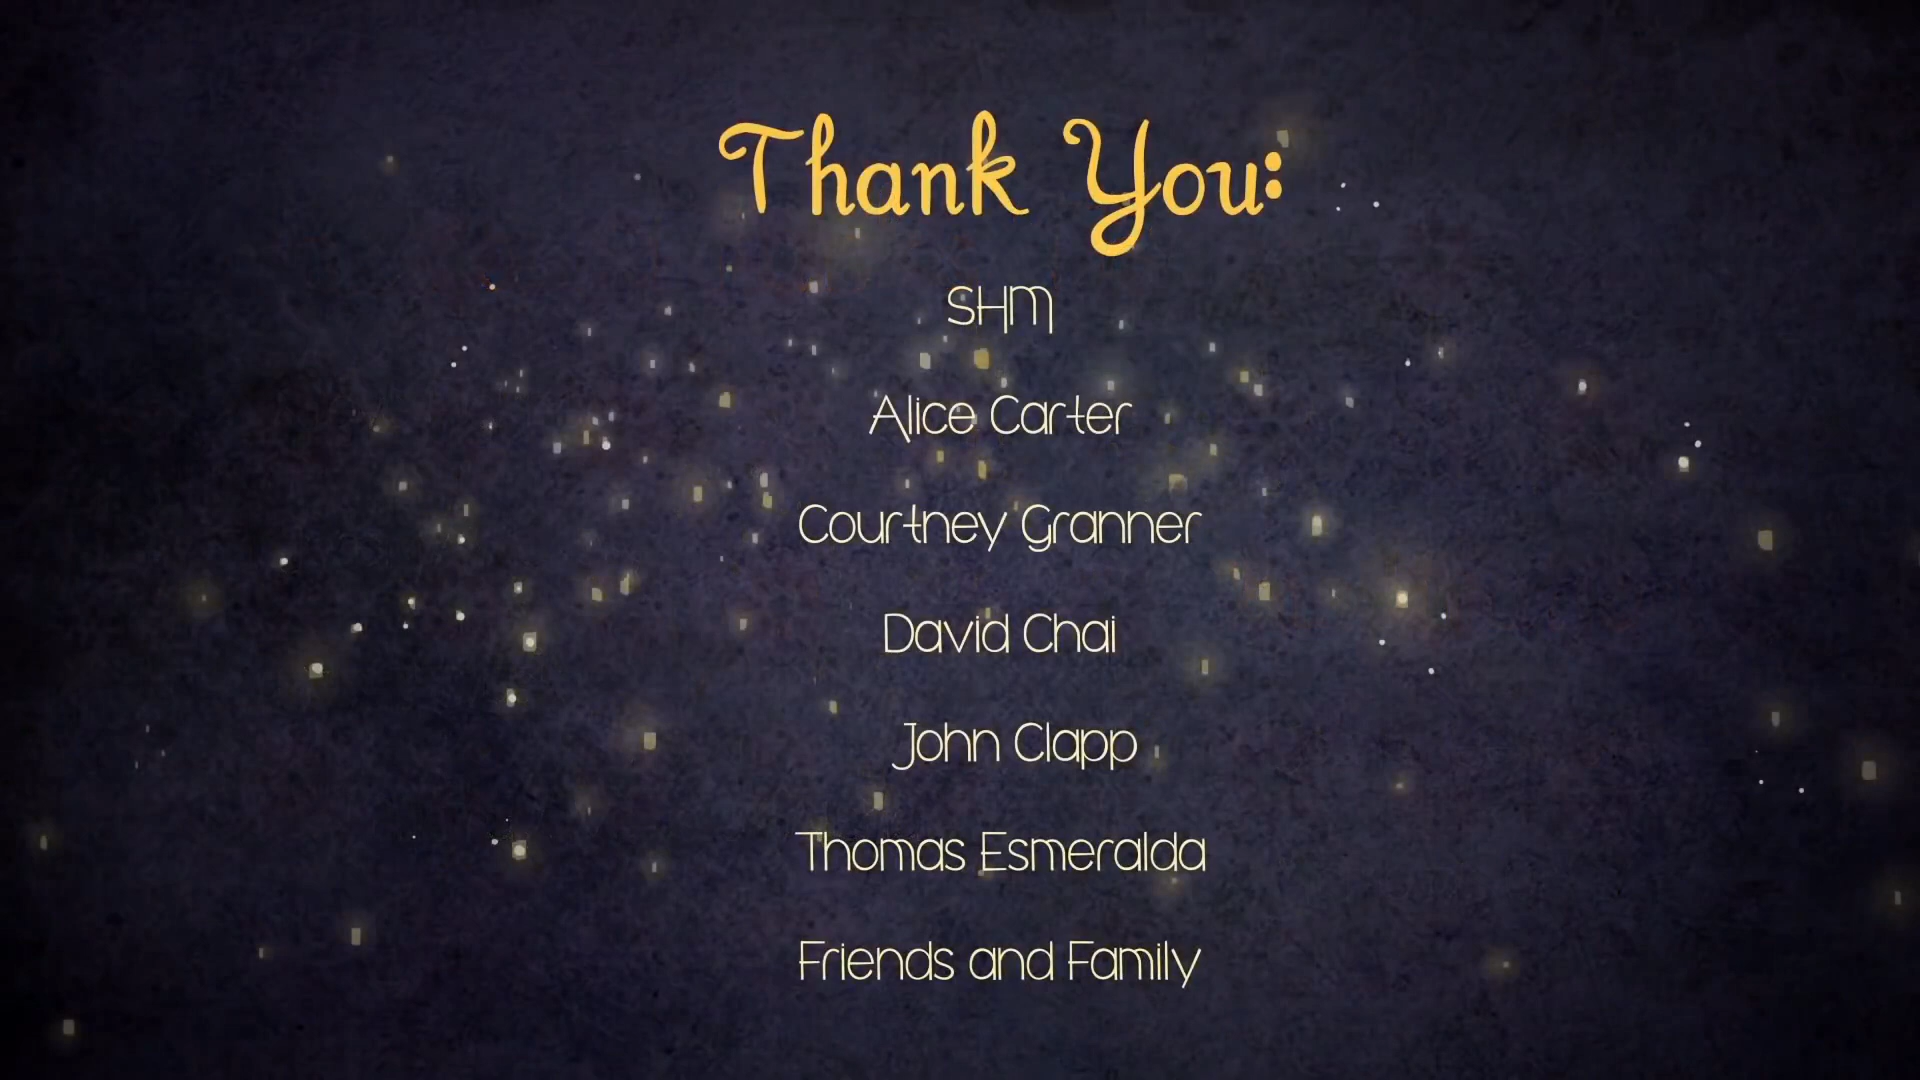 Thank You:
SHM
Alice Carter
Courtney Granner
David Chai
John Clapp
Thomas Esmeralda
Friends and Family